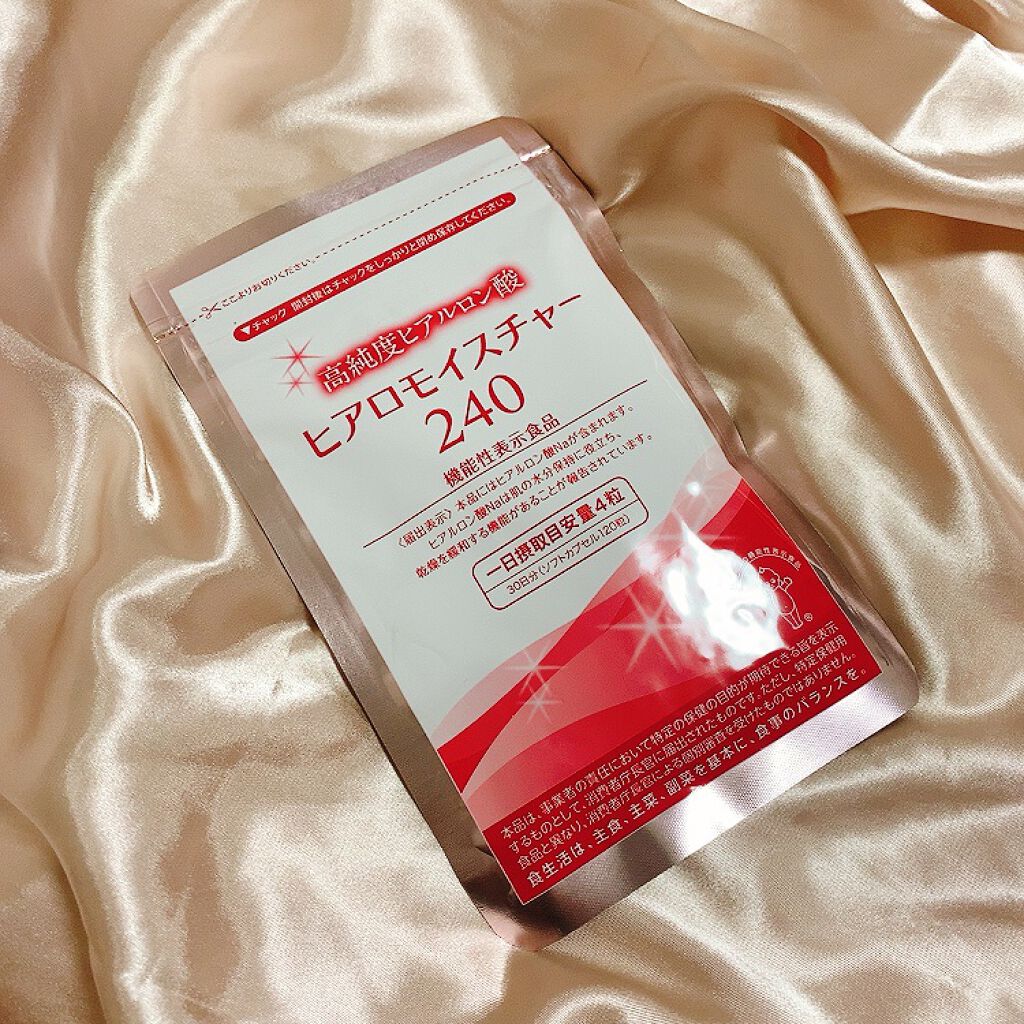 ここよりお切りください。
▼チャック 開封後はチャックをしっかりと閉め保存してください。
高純度ヒアルロン酸
ヒアロモイスチャー
240
機能性表示食品
〈届出表示〉本品にはヒアルロン酸Naが含まれます。
ヒアルロン酸Naは肌の水分保持に役立ち、
乾燥を緩和する機能があることが報告されています。
一日摂取目安量4粒
30日分(ソフトカプセル120粒)
機能性表示食品
®
本品は、事業者の責任において特定の保健の目的が期待できる旨を表示
するものとして、消費者庁長官に届出されたものです。ただし、特定保健用
食品と異なり、消費者庁長官による個別審査を受けたものではありません。
食生活は、主食、主菜、副菜を基本に、食事のバランスを。